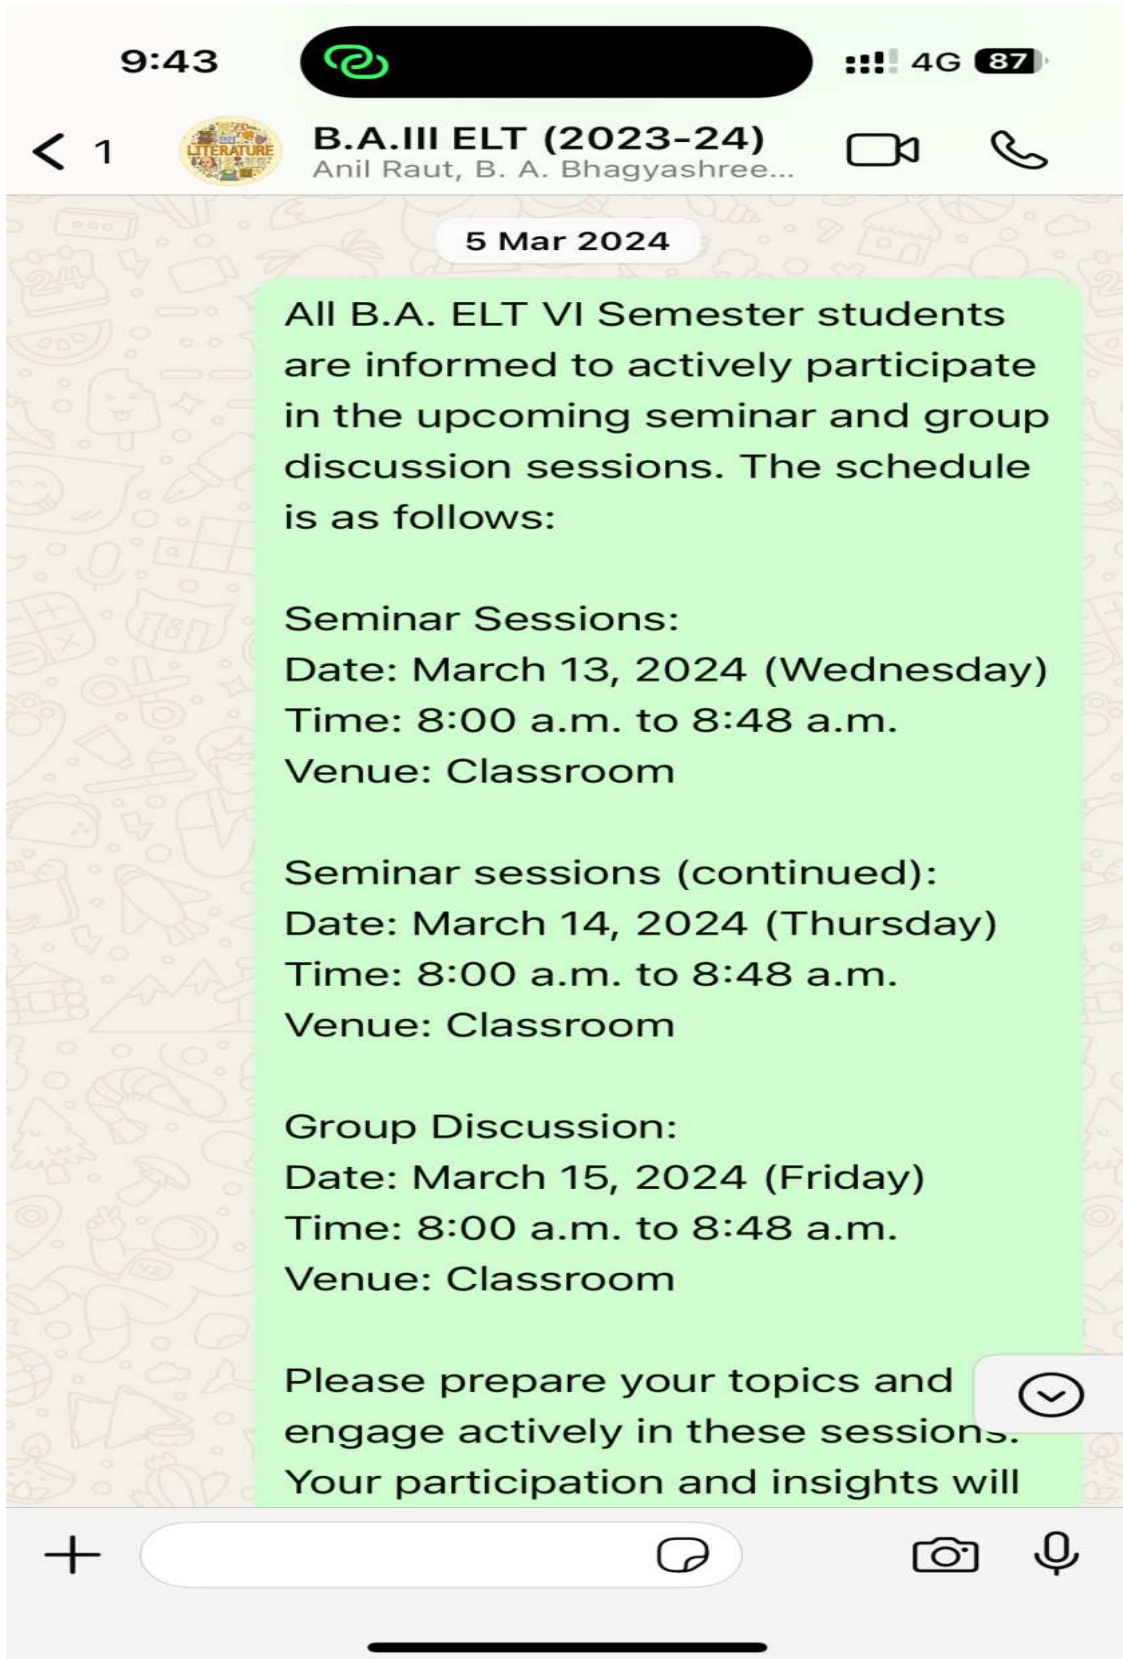 9:43
4G 87
1
LITERATURE
B.A.III ELT (2023-24)
Anil Raut, B. A. Bhagyashree...
5 Mar 2024
All B.A. ELT VI Semester students
are informed to actively participate
in the upcoming seminar and group
discussion sessions. The schedule
is as follows:
Seminar Sessions:
Date: March 13, 2024 (Wednesday)
Time: 8:00 a.m. to 8:48 a.m.
Venue: Classroom
Seminar sessions (continued):
Date: March 14, 2024 (Thursday)
Time: 8:00 a.m. to 8:48 a.m.
Venue: Classroom
Group Discussion:
Date: March 15, 2024 (Friday)
Time: 8:00 a.m. to 8:48 a.m.
Venue: Classroom
Please prepare your topics and
engage actively in these sessions.
Your participation and insights will